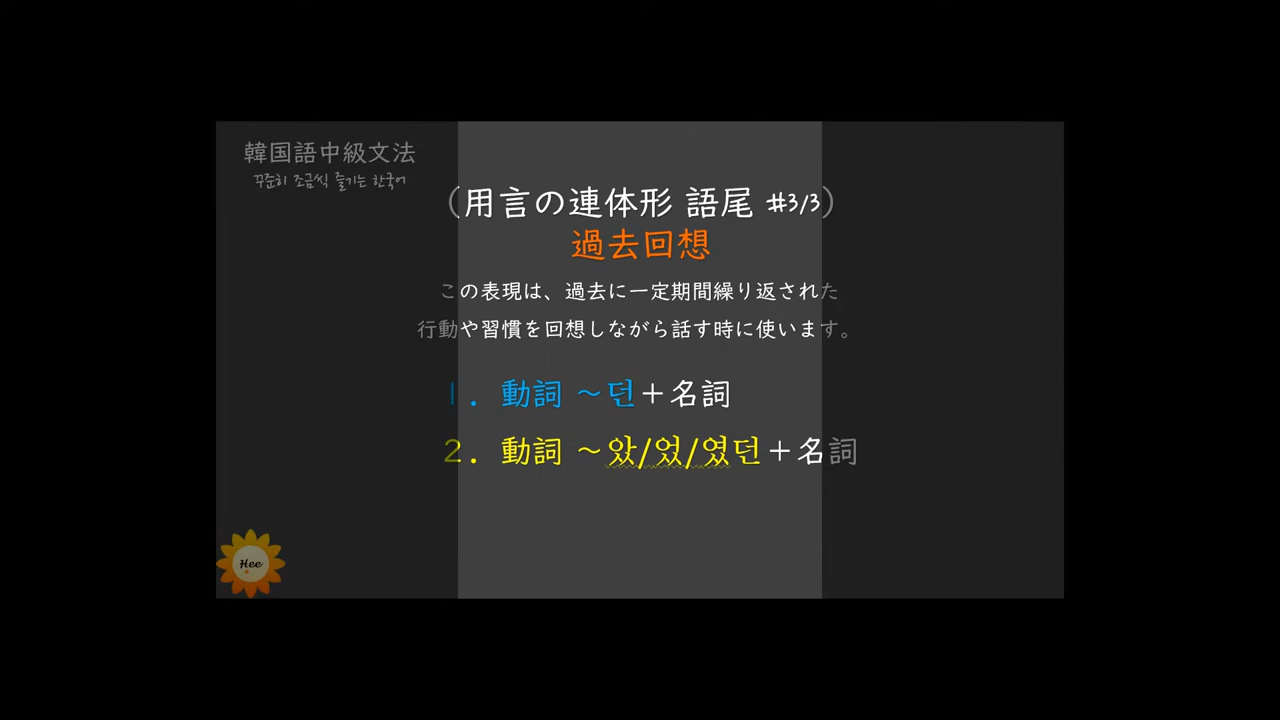 韓国語中級文法
꾸준히 조금씩 즐기는 한국어
(用言の連体形 語尾 #3/3)
過去回想
この表現は、過去に一定期間繰り返された
行動や習慣を回想しながら話す時に使います。
1. 動詞 ~던+名詞
2. 動詞 ~았/었/였던+名詞
Hee